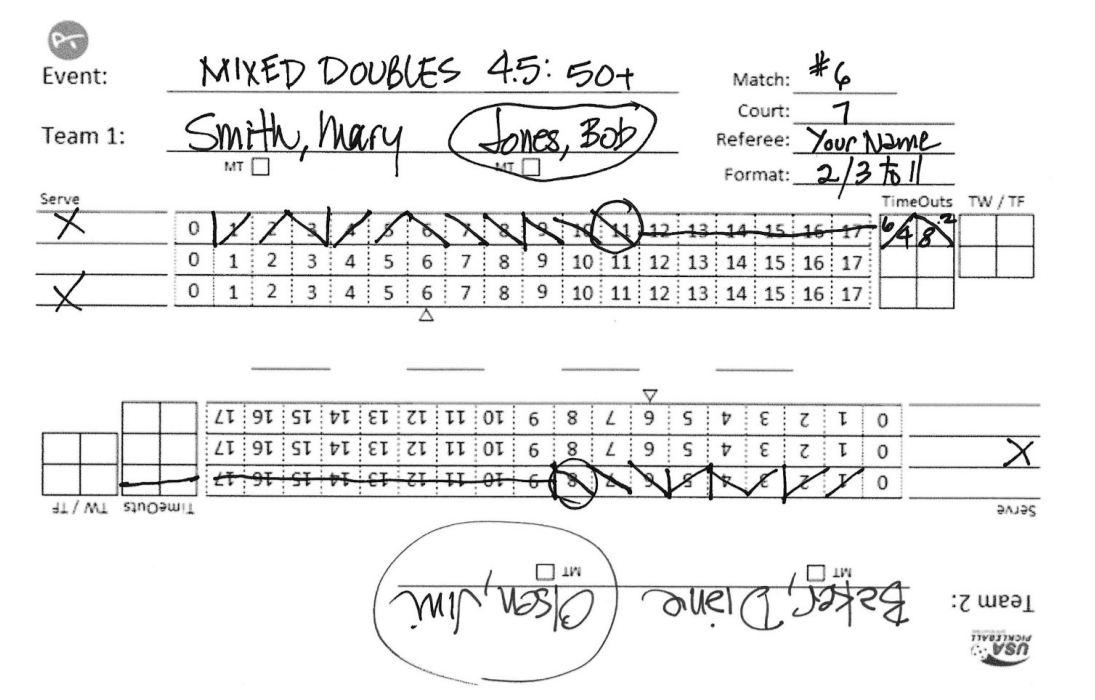 Event: MIXED DOUBLES 4.5: 50+
Match: #6
Court: 7
Team 1: Smith, Mary Jones, Bob
Referee: Your Name
MT MT
Format: 2/3 to 11
Serve TimeOuts TW / TF
X 0 1 2 3 4 5 6 7 8 9 10 11 12 13 14 15 16 17 6 4 8 2
0 1 2 3 4 5 6 7 8 9 10 11 12 13 14 15 16 17
X 0 1 2 3 4 5 6 7 8 9 10 11 12 13 14 15 16 17
Team 2: Baker, Diane Olsen, Jim
MT MT
Serve TimeOuts TW / TF
0 1 2 3 4 5 6 7 8 9 10 11 12 13 14 15 16 17
X 0 1 2 3 4 5 6 7 8 9 10 11 12 13 14 15 16 17
0 1 2 3 4 5 6 7 8 9 10 11 12 13 14 15 16 17
USA
PICKLEBALL